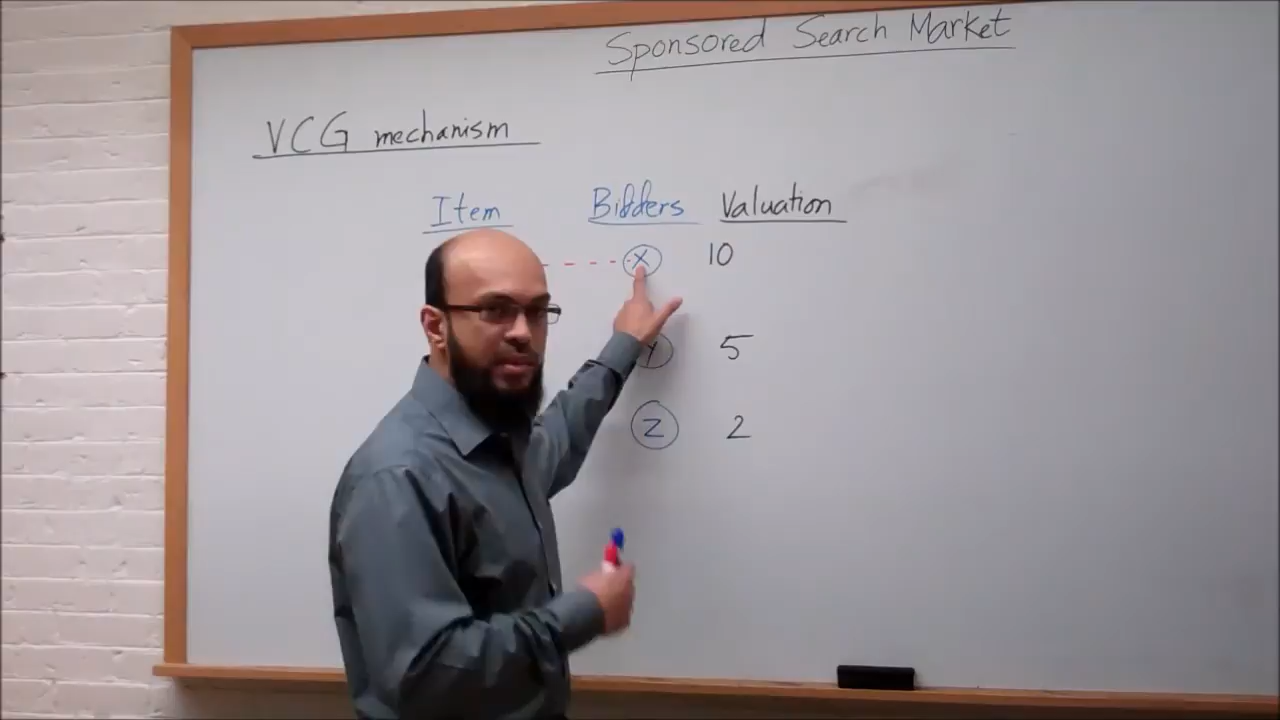 Sponsored Search Market
VCG mechanism
Item Bidders Valuation
X 10
Y 5
Z 2